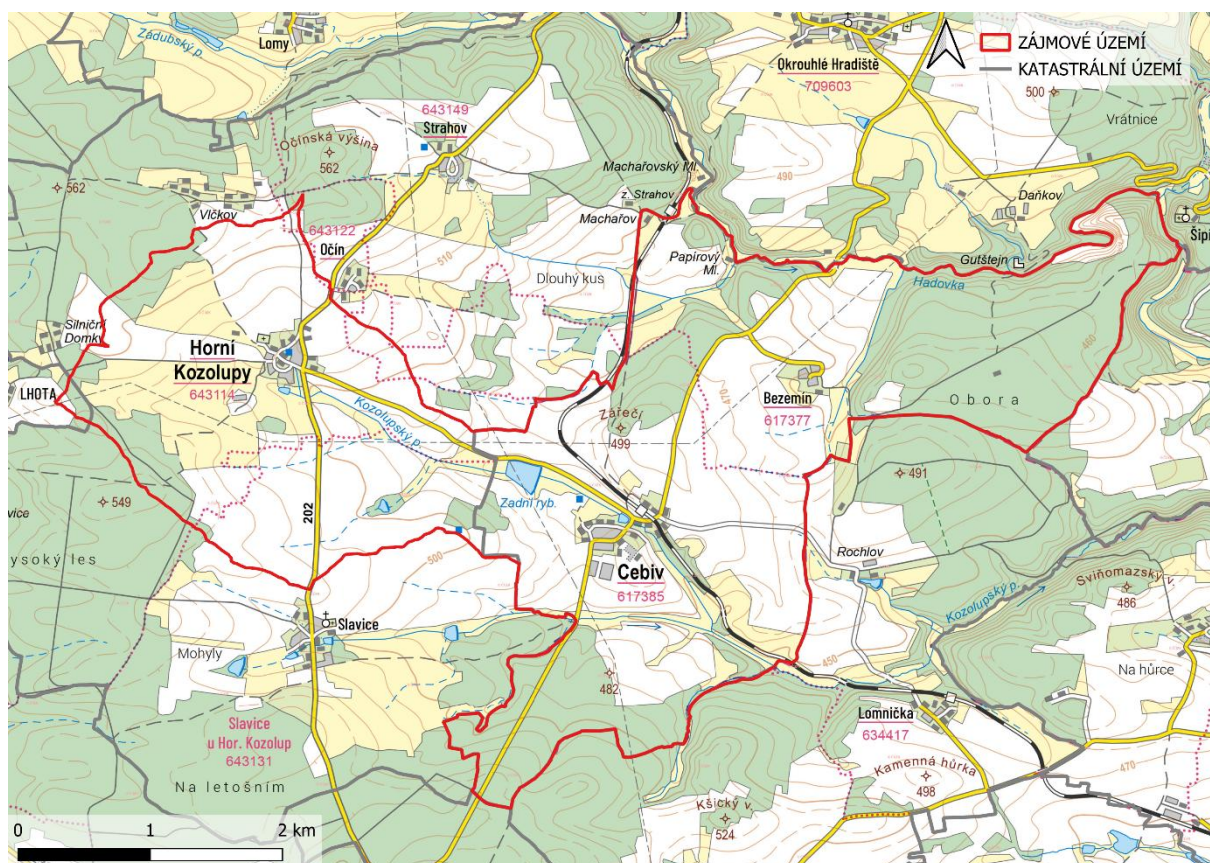 Zádubský p.
Lomy
Okrouhlé Hradiště
709603
ZÁJMOVÉ ÚZEMÍ
KATASTRÁLNÍ ÚZEMÍ
500
Vrátnice
643149
Strahov
Očínská výšina
562
562
Machařovský Ml.
490
z. Strahov
Daňkov
Vlčkov
Machařov
643122
Očín
510
Dlouhý kus
Papírový
Ml.
Gutštejn
Šipí
Hadovka
Silniční
Domky
Horní
Kozolupy
643114
LHOTA
460
470
Bezemín
617377
Obora
Kozolupský p.
Zářečí
499
549
202
Zadní ryb.
491
ysoký les
500
Cebiv
617385
Rochlov
Kozolupský p.
Sviňomazský v.
486
Slavice
Mohyly
450
482
Na hůrce
Lomnička
634417
Slavice
u Hor. Kozolup
643131
Na letošním
Kamenná hůrka
498
470
Kšický v.
524
0 1 2 km